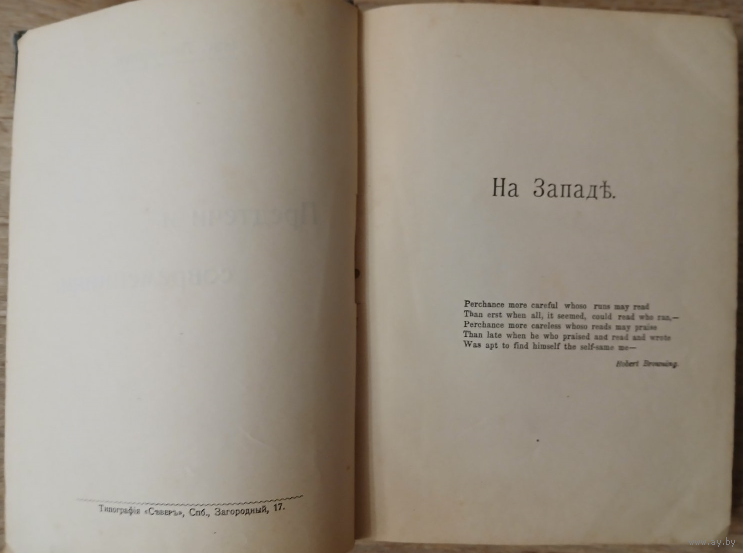 Типографія «Сѣверъ», Спб., Загородный, 17.
На Западѣ.
Perchance more careful whoso runs may read
Than erst when all, it seemed, could read who ran,—
Perchance more careless whoso reads may praise
Than late when he who praised and read and wrote
Was apt to find himself the self-same me—
Robert Browning.